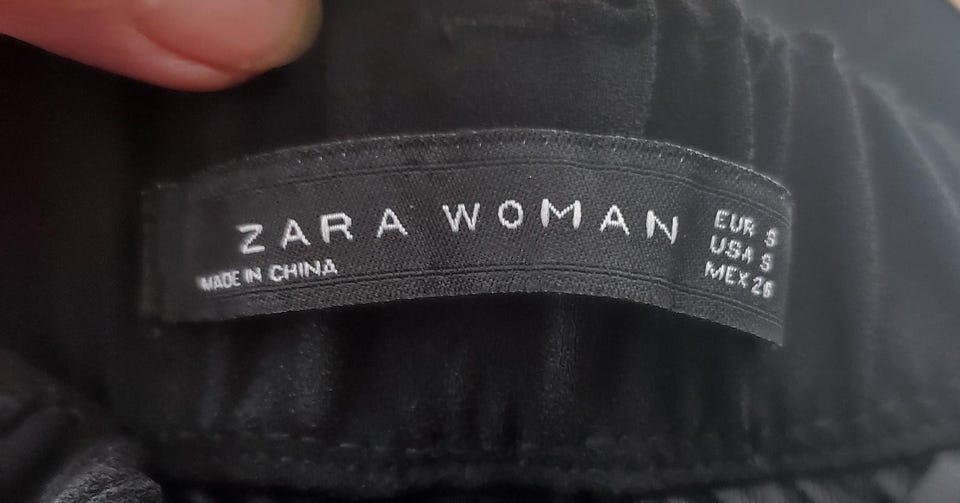 ZARA WOMAN
MADE IN CHINA
EUR S
USA S
MEX 26